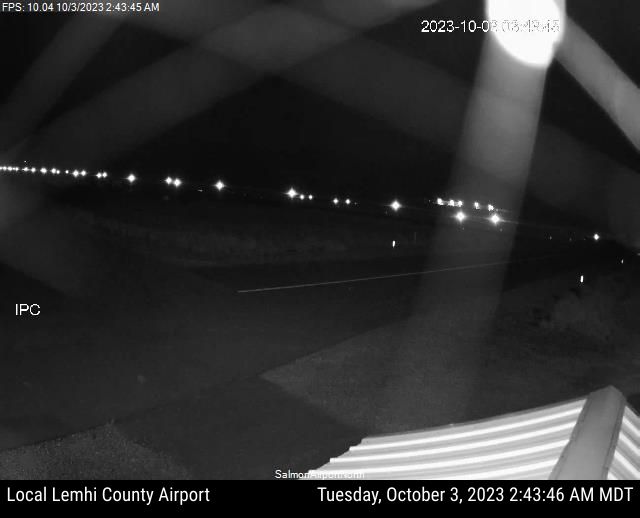 FPS: 10.04 10/3/2023 2:43:45 AM
IPC
Local Lemhi County Airport
Tuesday, October 3, 2023 2:43:46 AM MDT